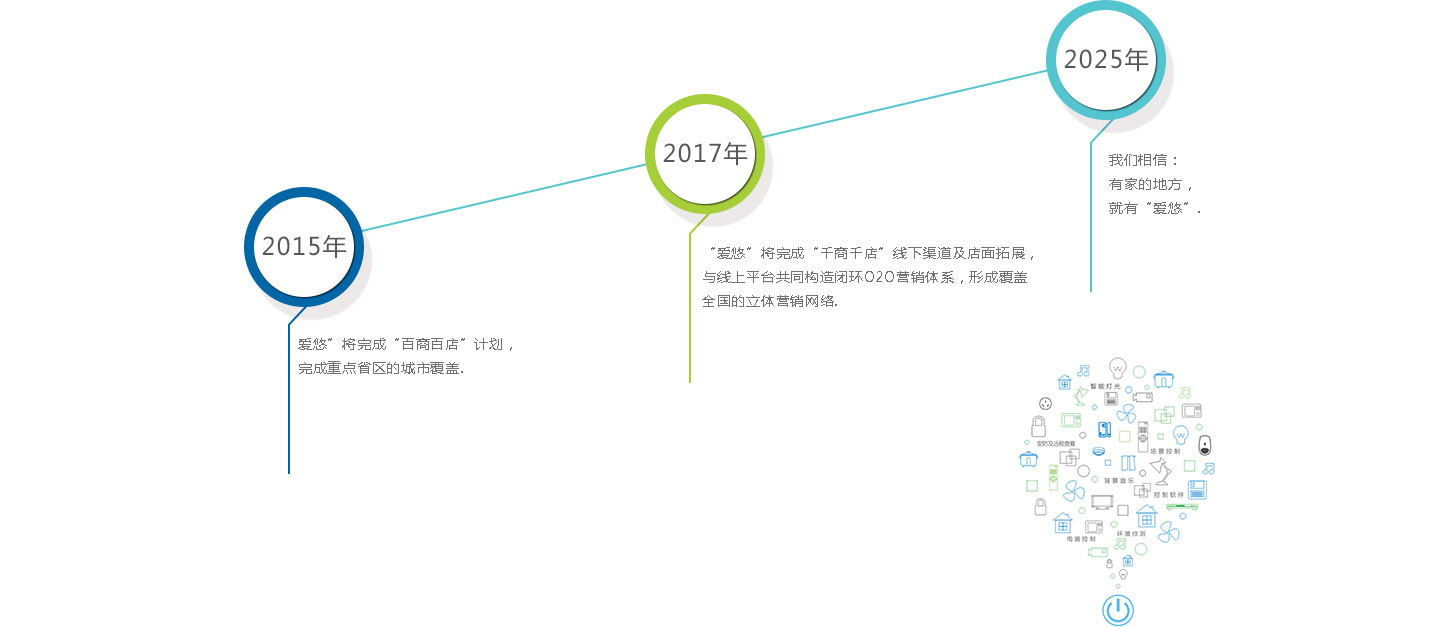 2025年
2017年
2015年
我们相信：
有家的地方，
就有“爱悠”.
“爱悠”将完成“千商千店”线下渠道及店面拓展，
与线上平台共同构造闭环O2O营销体系，形成覆盖
全国的立体营销网络.
爱悠”将完成“百商百店”计划，
完成重点省区的城市覆盖.
智能灯光
安防及远程查看
场景控制
背景音乐
控制软件
环境侦测
电器控制